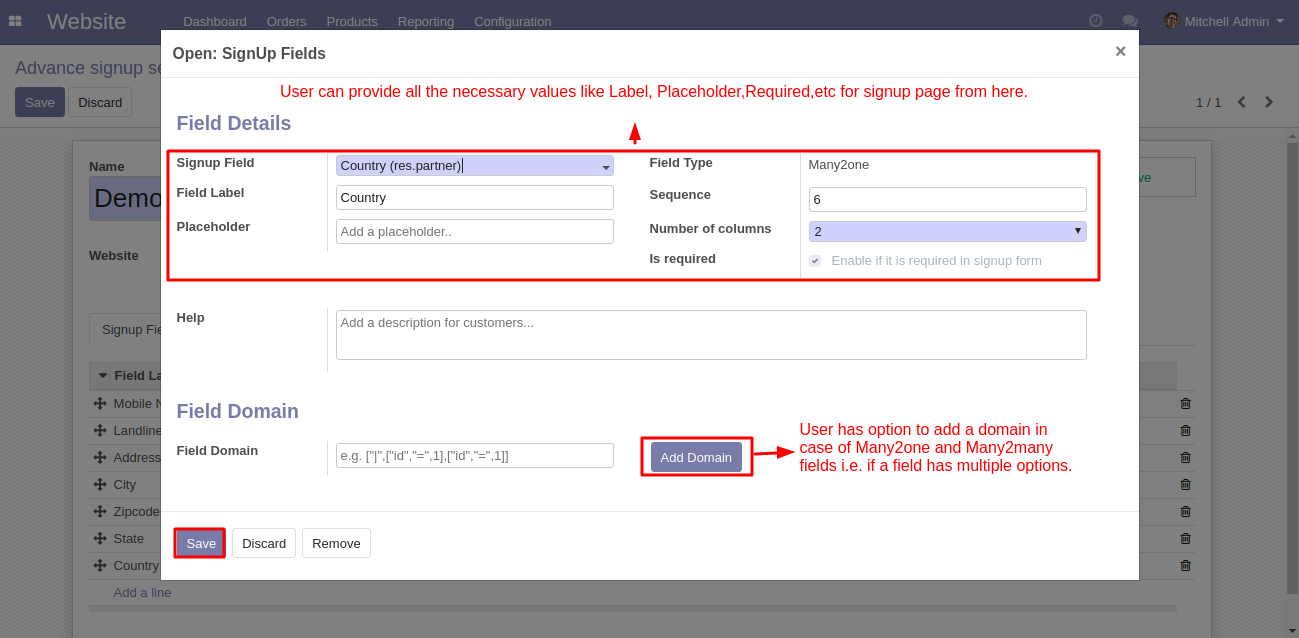 Website
Dashboard Orders Products Reporting Configuration
Mitchell Admin
Advance signup se
Save Discard
1 / 1
Open: SignUp Fields
×
User can provide all the necessary values like Label, Placeholder,Required,etc for signup page from here.
Field Details
Name
Demo
Website
Signup Field Country (res.partner)
Field Type Many2one
Field Label Country
Sequence 6
Placeholder Add a placeholder..
Number of columns 2
Is required Enable if it is required in signup form
ve
Signup Fie
Help Add a description for customers...
Field La
Mobile N
Landline
Address
City
Zipcode
State
Country
Add a line
Field Domain
Field Domain e.g. ["|",["id","=",1],["id","=",1]]
Add Domain
User has option to add a domain in
case of Many2one and Many2many
fields i.e. if a field has multiple options.
Save Discard Remove